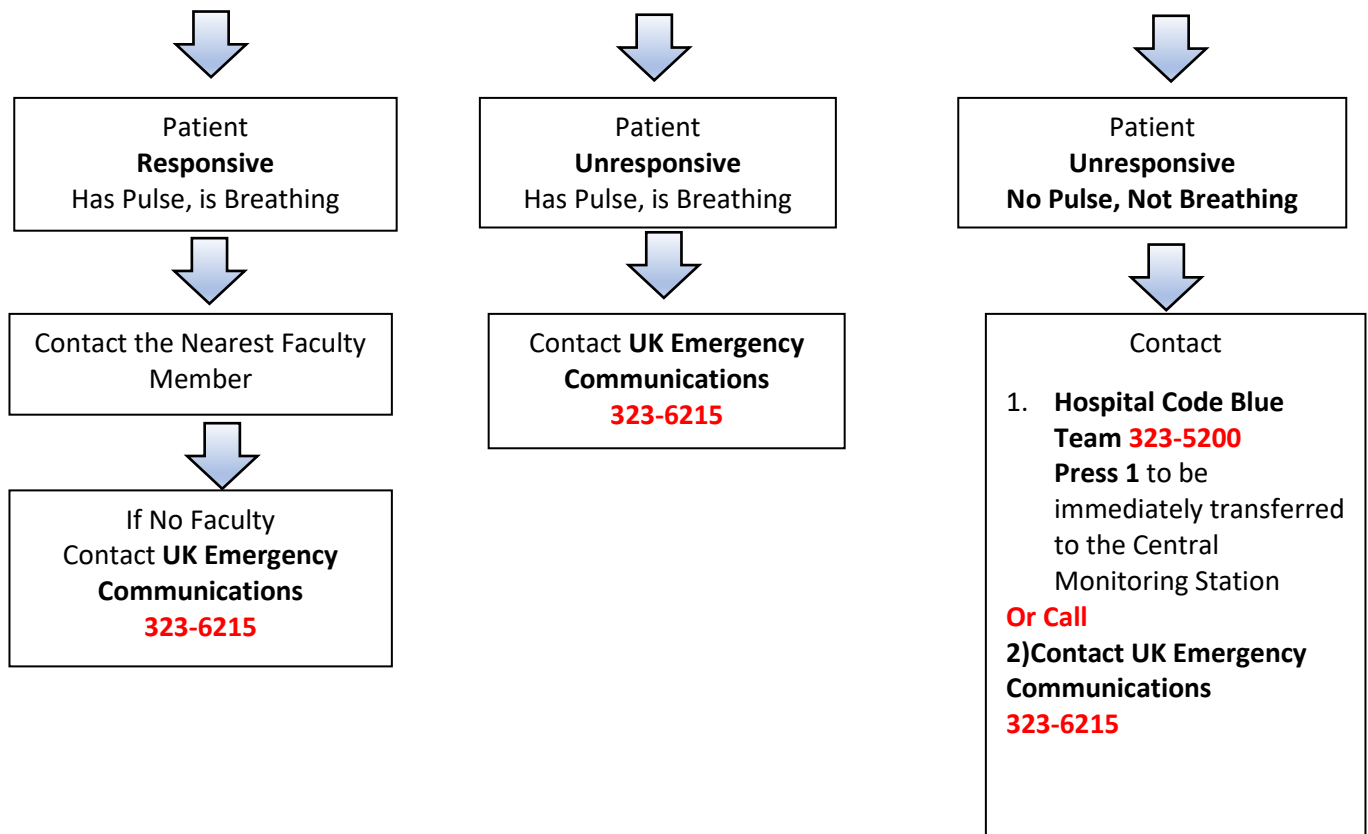 Patient
Responsive
Has Pulse, is Breathing
Contact the Nearest Faculty
Member
If No Faculty
Contact UK Emergency
Communications
323-6215
Patient
Unresponsive
Has Pulse, is Breathing
Contact UK Emergency
Communications
323-6215
Patient
Unresponsive
No Pulse, Not Breathing
Contact
1. Hospital Code Blue
Team 323-5200
Press 1 to be
immediately transferred
to the Central
Monitoring Station
Or Call
2)Contact UK Emergency
Communications
323-6215